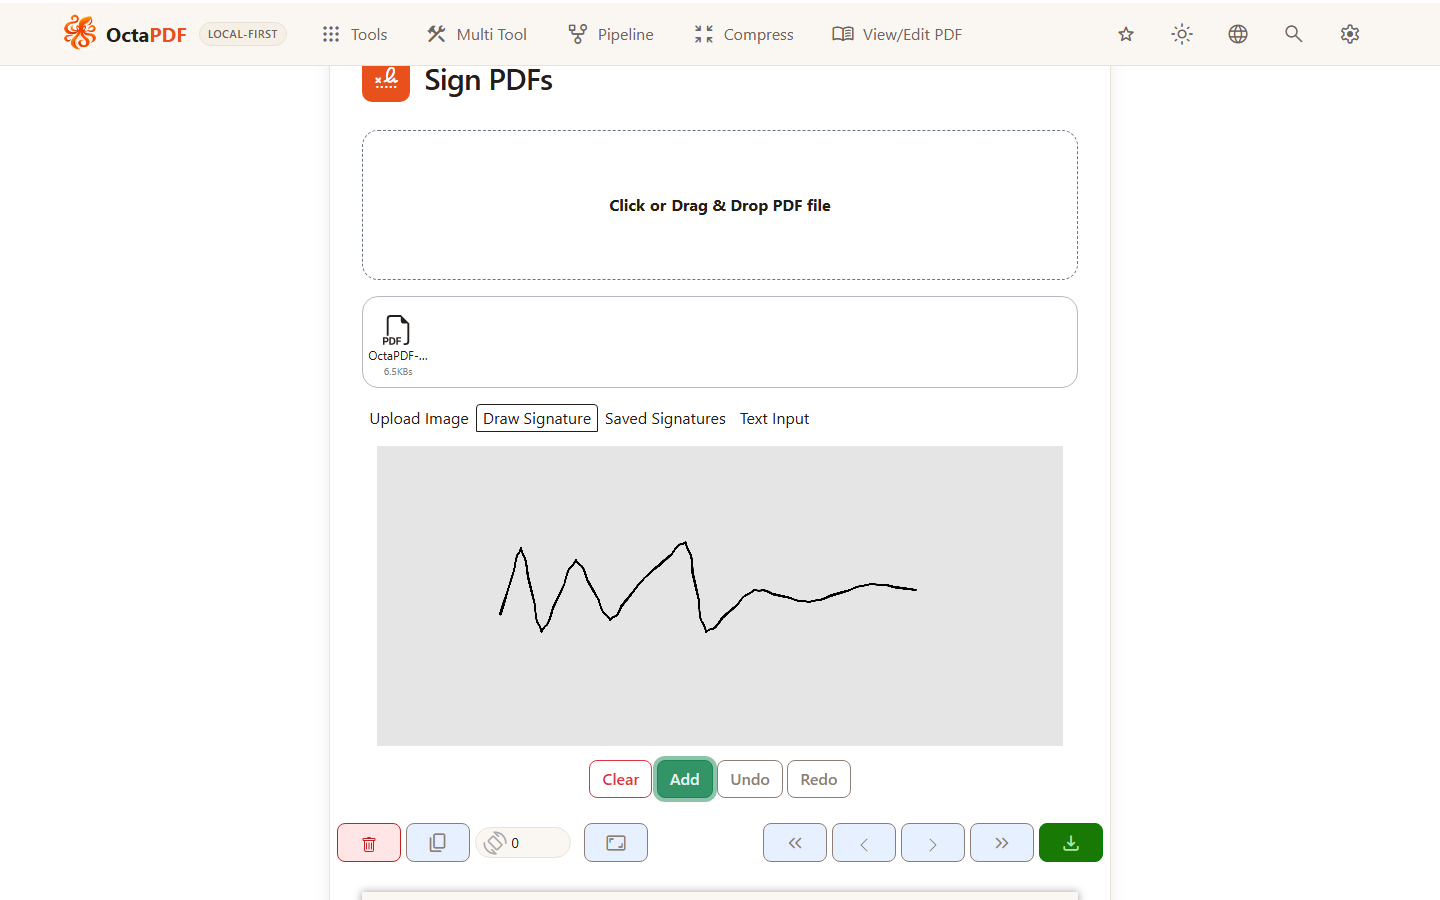 OctaPDF LOCAL-FIRST Tools Multi Tool Pipeline Compress View/Edit PDF
Sign PDFs
Click or Drag & Drop PDF file
PDF
OctaPDF-...
6.5KBs
Upload Image Draw Signature Saved Signatures Text Input
Clear Add Undo Redo
0